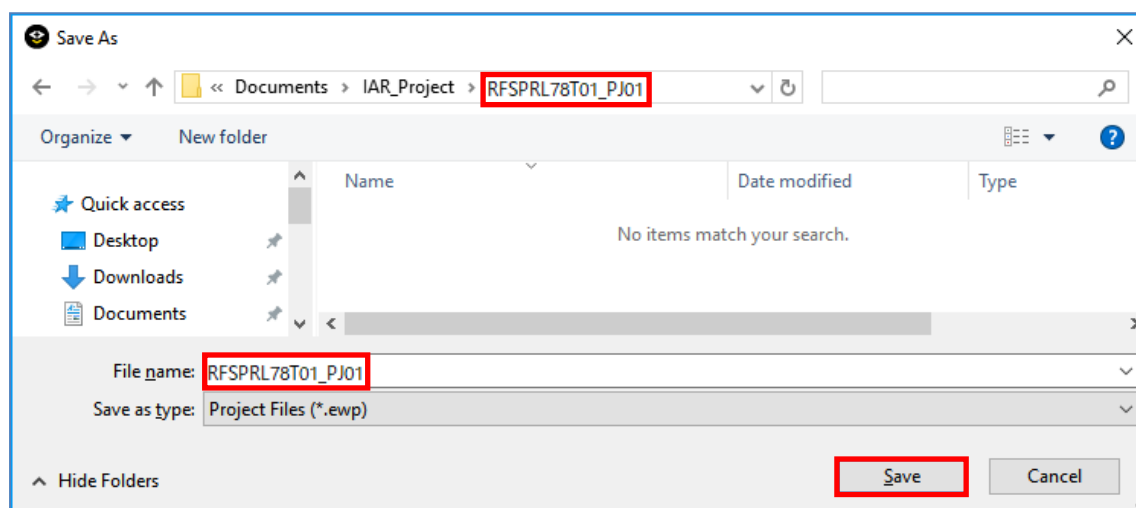 Save As
« Documents > IAR_Project > RFSPRL78T01_PJ01
Organize New folder
Name Date modified Type
Quick access
No items match your search.
Desktop
Downloads
Documents
File name: RFSPRL78T01_PJ01
Save as type: Project Files (*.ewp)
Hide Folders Save Cancel